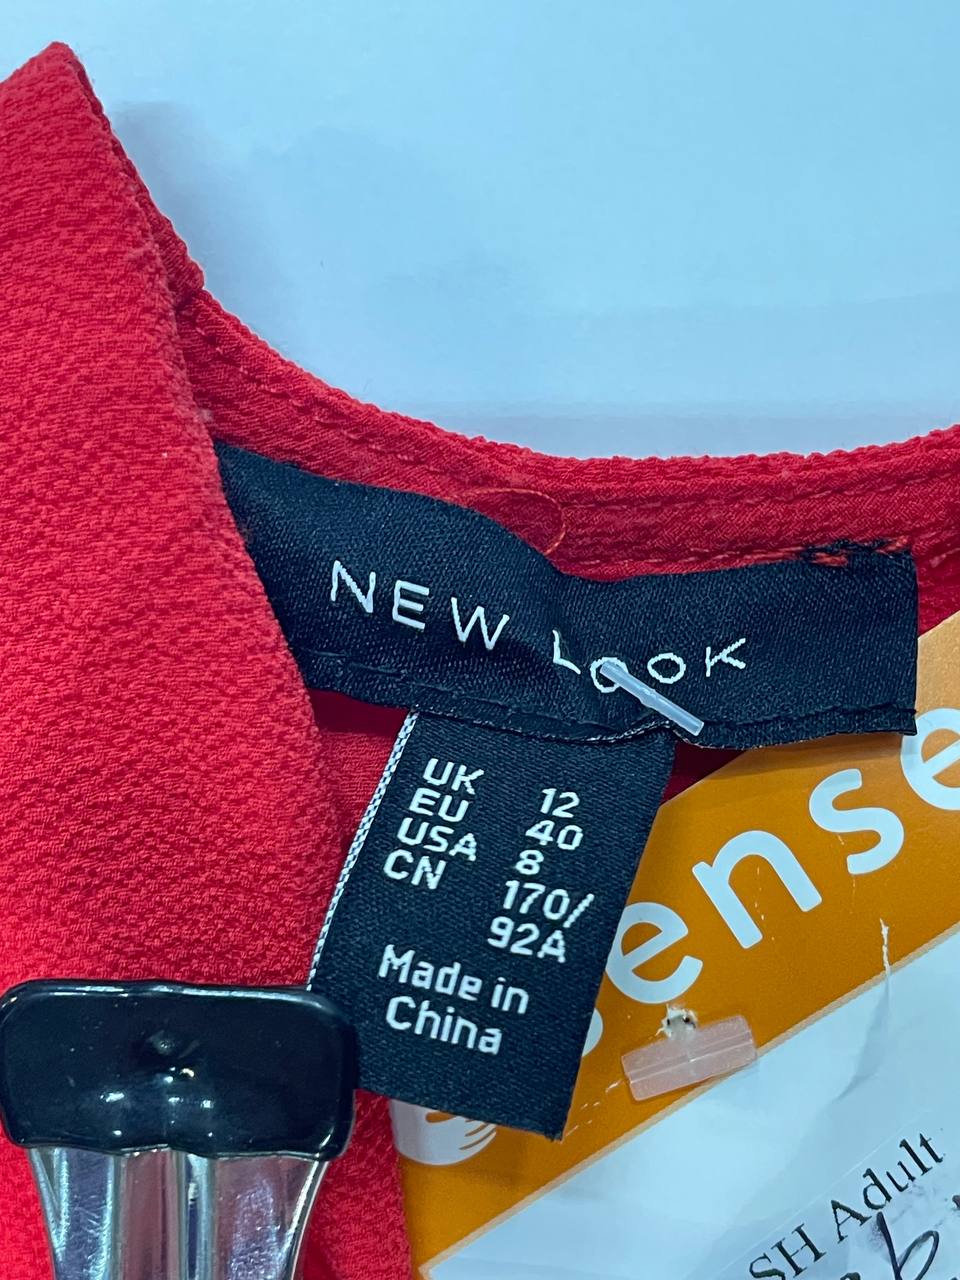 NEW LOOK
UK 12
EU 40
USA 8
CN 170/
92A
Made in
China
ense
SH Adult